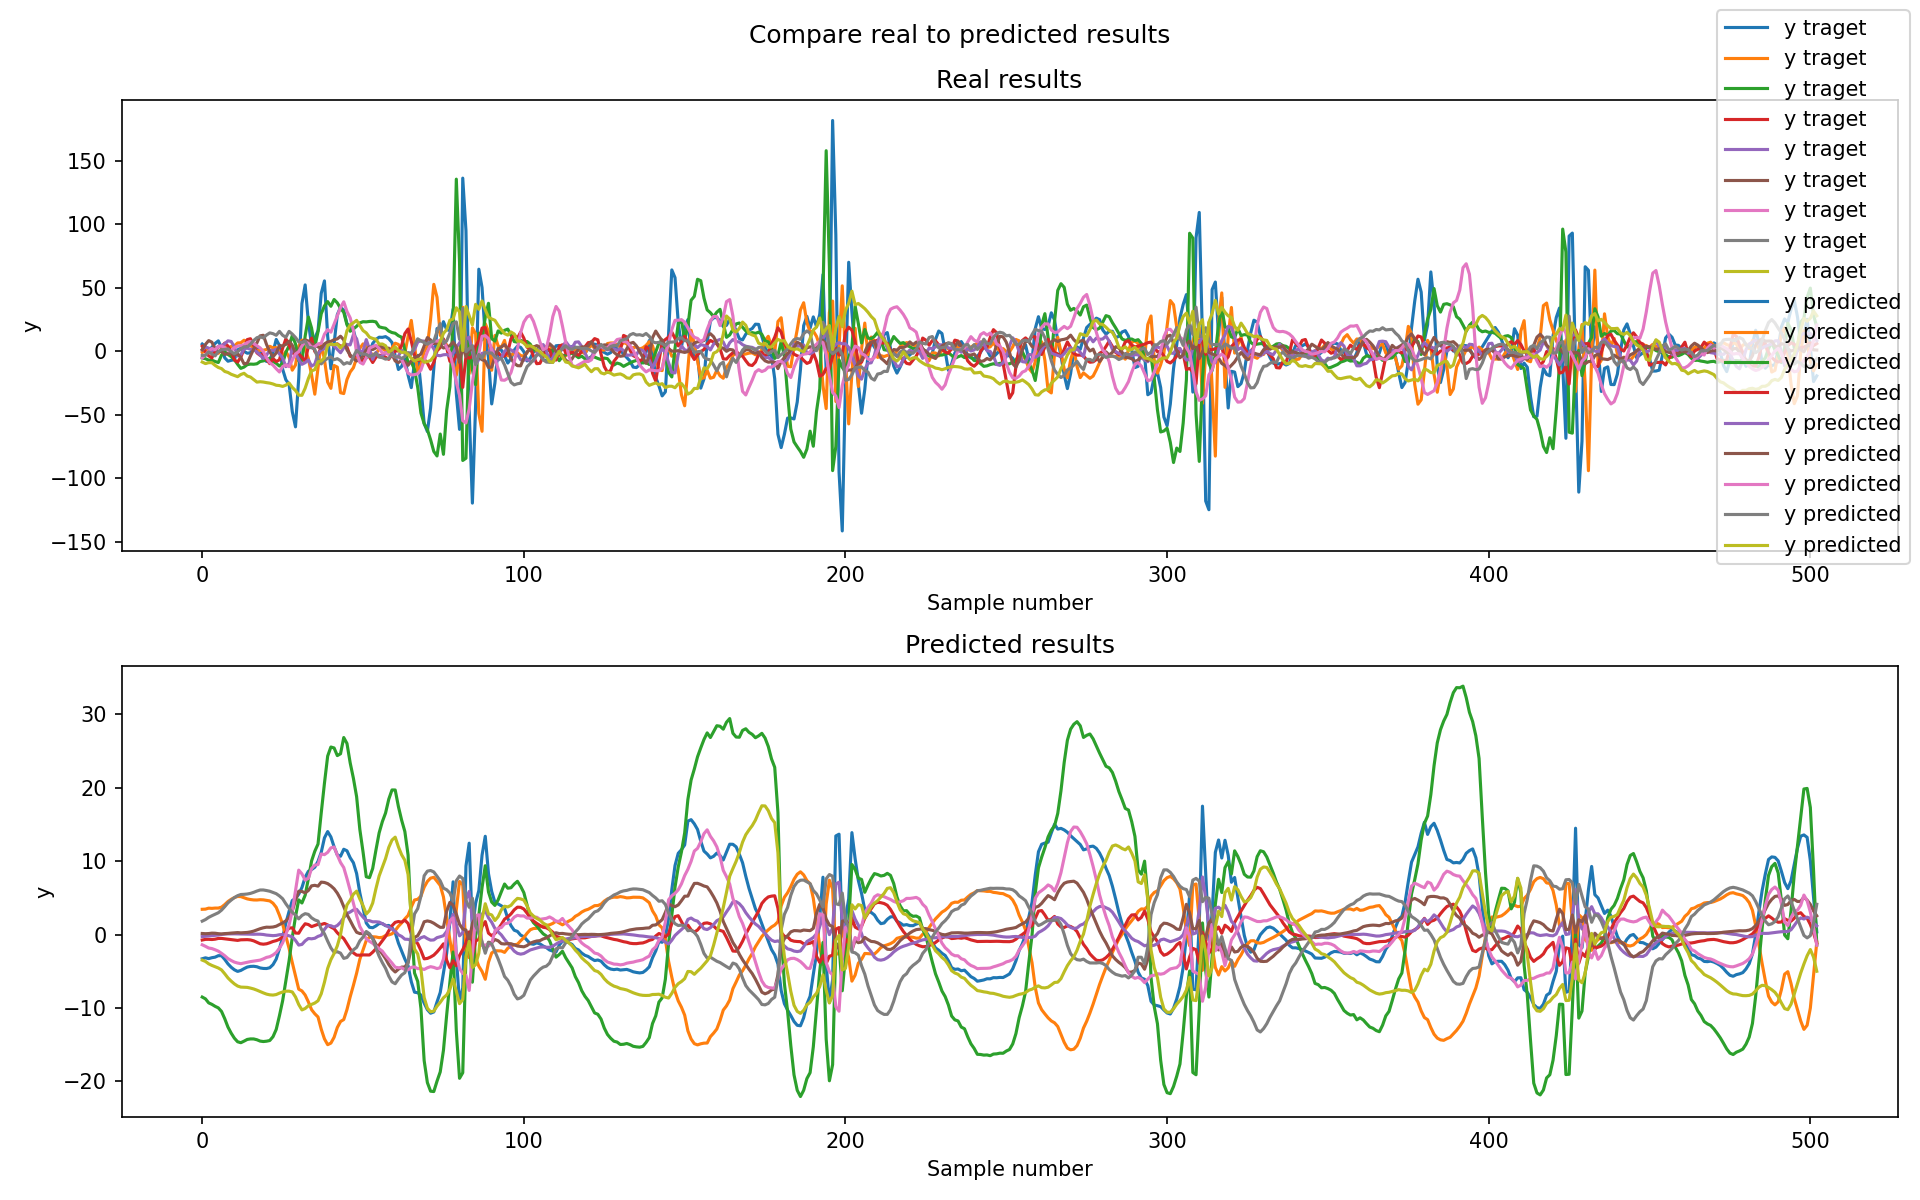 Compare real to predicted results
Real results
y traget
y traget
y traget
y traget
y traget
y traget
y traget
y traget
y traget
y predicted
y predicted
y predicted
y predicted
y predicted
y predicted
y predicted
y predicted
y predicted
y
150
100
50
0
−50
−100
−150
0 100 200 300 400 500
Sample number
Predicted results
y
30
20
10
0
−10
−20
0 100 200 300 400 500
Sample number